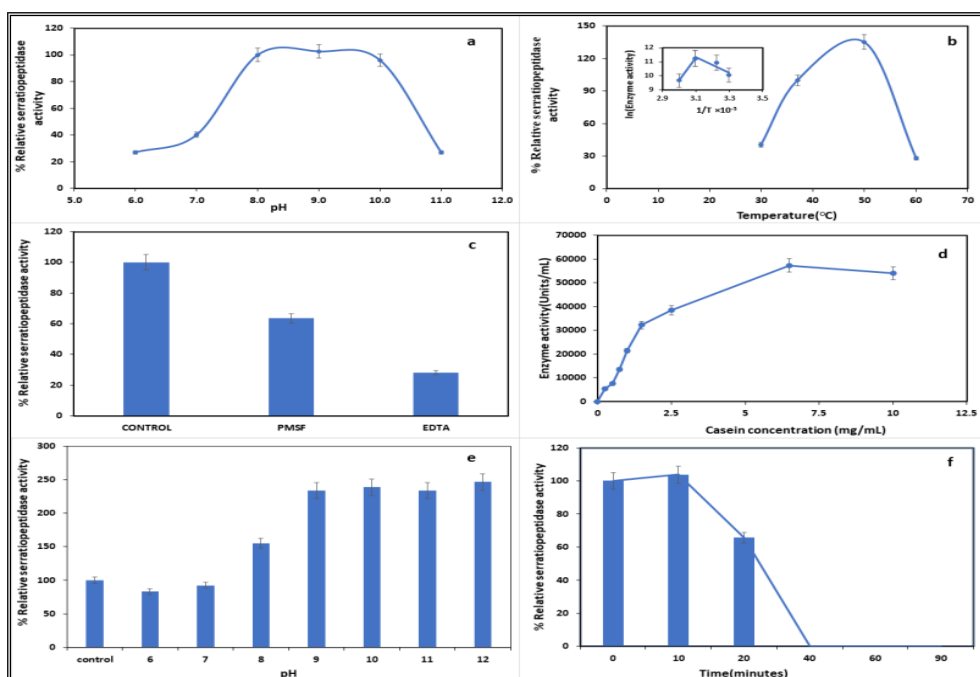 a
% Relative serratiopeptidase
activity
120
100
80
60
40
20
0
5.0 6.0 7.0 8.0 9.0 10.0 11.0 12.0
pH
b
% Relative serratiopeptidase
activity
150
120
90
60
30
0
0 10 20 30 40 50 60 70
Temperature(°C)
ln(Enzyme activity)
12
11
10
9
2.9 3.1 3.3 3.5
1/T ×10⁻³
c
% Relative serratiopeptidase activity
120
100
80
60
40
20
0
CONTROL PMSF EDTA
d
Enzyme activity(Units/mL)
70000
60000
50000
40000
30000
20000
10000
0
0 2.5 5 7.5 10 12.5
Casein concentration (mg/mL)
e
% Relative serratiopeptidase activity
300
250
200
150
100
50
0
control 6 7 8 9 10 11 12
pH
f
% Relative serratiopeptidase activity
120
100
80
60
40
20
0
0 10 20 40 60 90
Time(minutes)